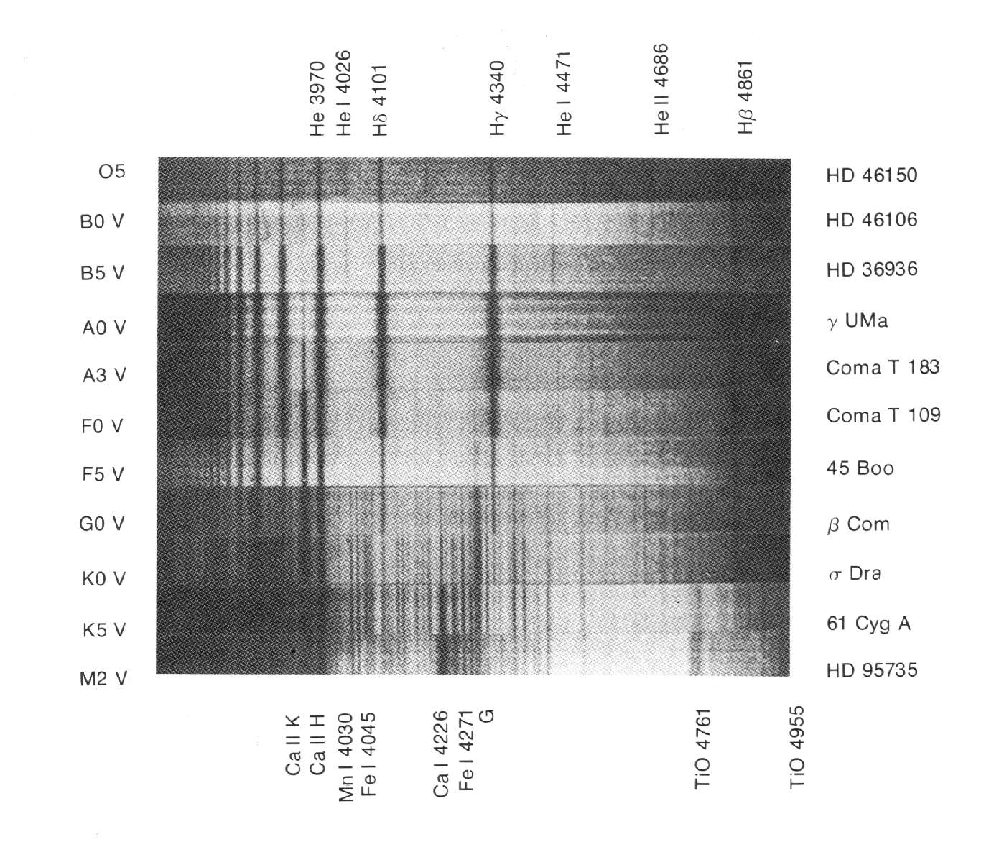 He 3970
He I 4026
Hδ 4101
Hγ 4340
He I 4471
He II 4686
Hβ 4861
O5 HD 46150
B0 V HD 46106
B5 V HD 36936
A0 V γ UMa
A3 V Coma T 183
F0 V Coma T 109
F5 V 45 Boo
G0 V β Com
K0 V σ Dra
K5 V 61 Cyg A
M2 V HD 95735
Ca II K
Ca II H
Mn I 4030
Fe I 4045
Ca I 4226
Fe I 4271
G
TiO 4761
TiO 4955